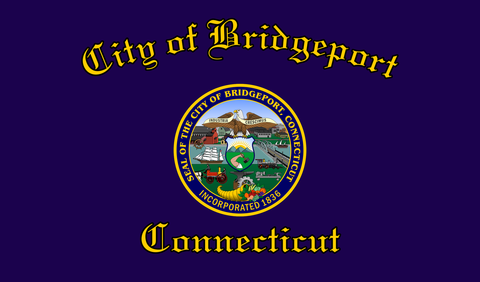 City of Bridgeport
SEAL OF THE CITY OF BRIDGEPORT, CONNECTICUT
INCORPORATED 1836
Connecticut